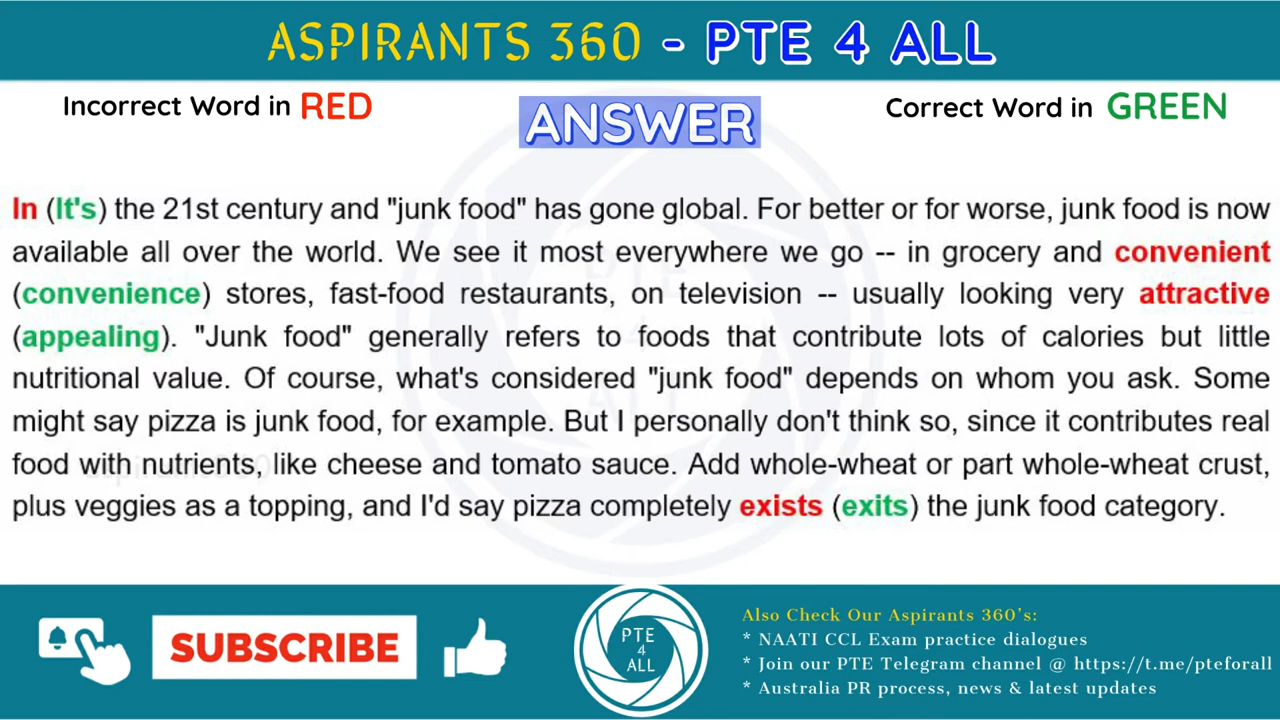 ASPIRANTS 360 - PTE 4 ALL
Incorrect Word in RED
ANSWER
Correct Word in GREEN
In (It's) the 21st century and "junk food" has gone global. For better or for worse, junk food is now
available all over the world. We see it most everywhere we go -- in grocery and convenient
(convenience) stores, fast-food restaurants, on television -- usually looking very attractive
(appealing). "Junk food" generally refers to foods that contribute lots of calories but little
nutritional value. Of course, what's considered "junk food" depends on whom you ask. Some
might say pizza is junk food, for example. But I personally don't think so, since it contributes real
food with nutrients, like cheese and tomato sauce. Add whole-wheat or part whole-wheat crust,
plus veggies as a topping, and I'd say pizza completely exists (exits) the junk food category.
SUBSCRIBE
PTE
4
ALL
Also Check Our Aspirants 360's:
* NAATI CCL Exam practice dialogues
* Join our PTE Telegram channel @ https://t.me/pteforall
* Australia PR process, news & latest updates